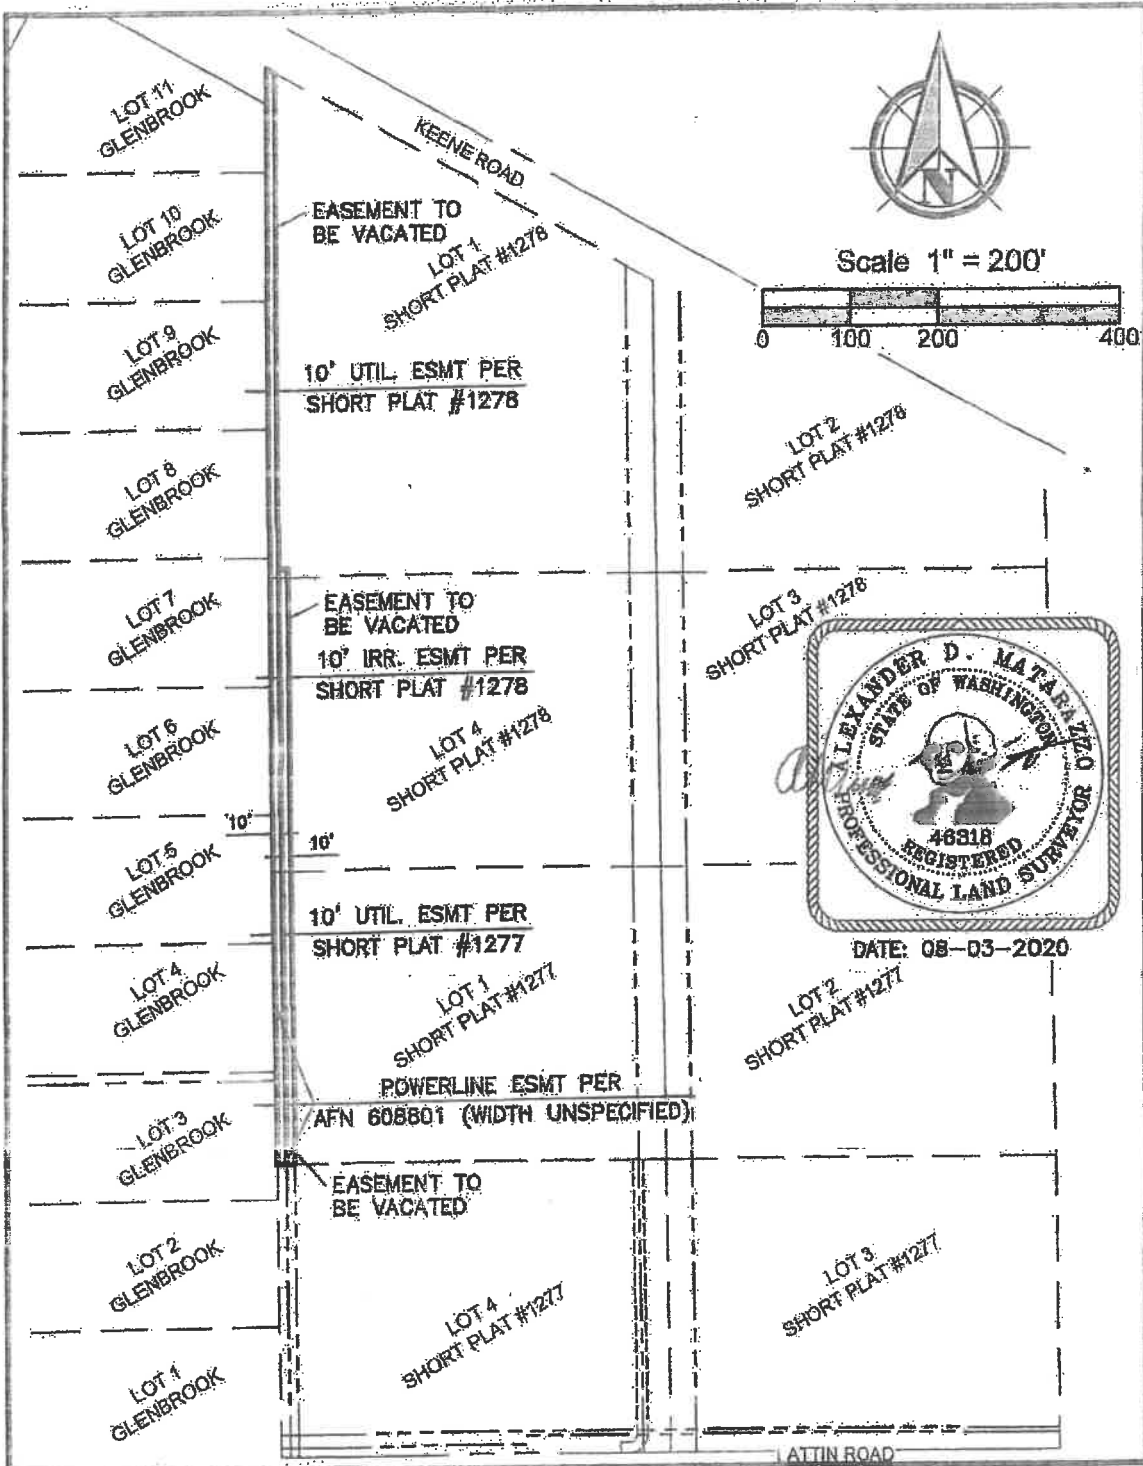 LOT 11
GLENBROOK
KEENE ROAD
N
EASEMENT TO
BE VACATED
LOT 10
GLENBROOK
LOT 1
SHORT PLAT #1278
Scale 1" = 200'
0 100 200 400
LOT 9
GLENBROOK
10' UTIL. ESMT PER
SHORT PLAT #1278
LOT 2
SHORT PLAT #1278
LOT 8
GLENBROOK
LOT 7
GLENBROOK
EASEMENT TO
BE VACATED
LOT 3
SHORT PLAT #1278
10' IRR. ESMT PER
SHORT PLAT #1278
ALEXANDER D. MATARAZZO
STATE OF WASHINGTON
46318
REGISTERED
PROFESSIONAL LAND SURVEYOR
LOT 6
GLENBROOK
LOT 4
SHORT PLAT #1278
10'
10'
LOT 5
GLENBROOK
10' UTIL. ESMT PER
SHORT PLAT #1277
DATE: 08-03-2020
LOT 4
GLENBROOK
LOT 1
SHORT PLAT #1277
LOT 2
SHORT PLAT #1277
POWERLINE ESMT PER
AFN 608801 (WIDTH UNSPECIFIED)
LOT 3
GLENBROOK
EASEMENT TO
BE VACATED
LOT 2
GLENBROOK
LOT 3
SHORT PLAT #1277
LOT 4
SHORT PLAT #1277
LOT 1
GLENBROOK
LATTIN ROAD